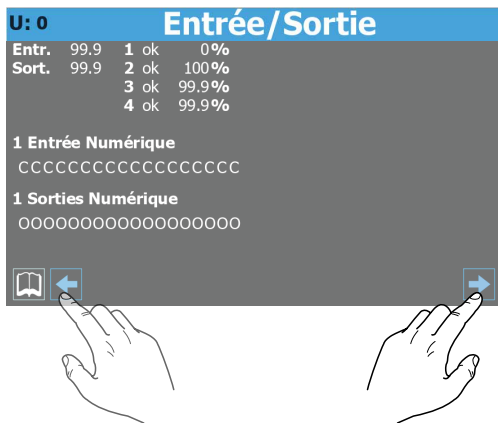 U: 0 Entrée/Sortie
Entr. 99.9 1 ok 0%
Sort. 99.9 2 ok 100%
3 ok 99.9%
4 ok 99.9%
1 Entrée Numérique
CCCCCCCCCCCCCCCCCC
1 Sorties Numérique
OOOOOOOOOOOOOOOOOO